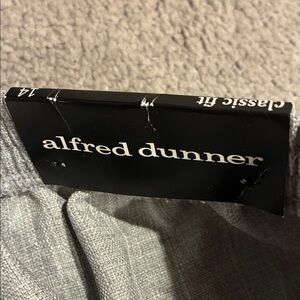 14 classic fit
alfred dunner